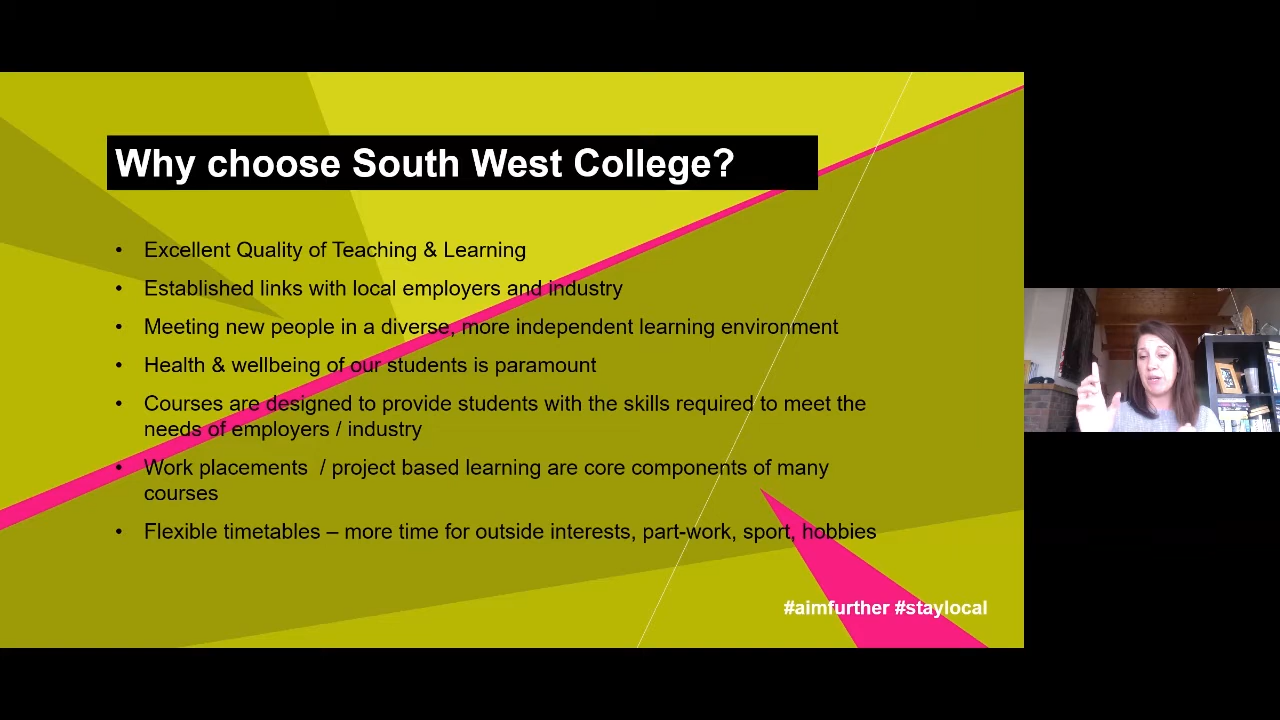 Why choose South West College?
• Excellent Quality of Teaching & Learning
• Established links with local employers and industry
• Meeting new people in a diverse, more independent learning environment
• Health & wellbeing of our students is paramount
• Courses are designed to provide students with the skills required to meet the
needs of employers / industry
• Work placements  / project based learning are core components of many
courses
• Flexible timetables – more time for outside interests, part-work, sport, hobbies
#aimfurther #staylocal